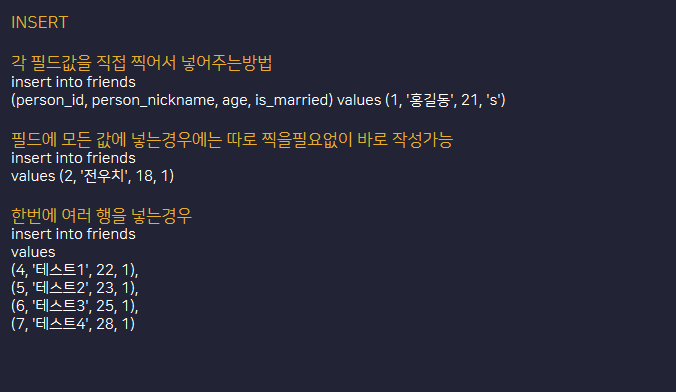 INSERT
각 필드값을 직접 찍어서 넣어주는방법
insert into friends
(person_id, person_nickname, age, is_married) values (1, '홍길동', 21, 's')
필드에 모든 값에 넣는경우에는 따로 찍을필요없이 바로 작성가능
insert into friends
values (2, '전우치', 18, 1)
한번에 여러 행을 넣는경우
insert into friends
values
(4, '테스트1', 22, 1),
(5, '테스트2', 23, 1),
(6, '테스트3', 25, 1),
(7, '테스트4', 28, 1)